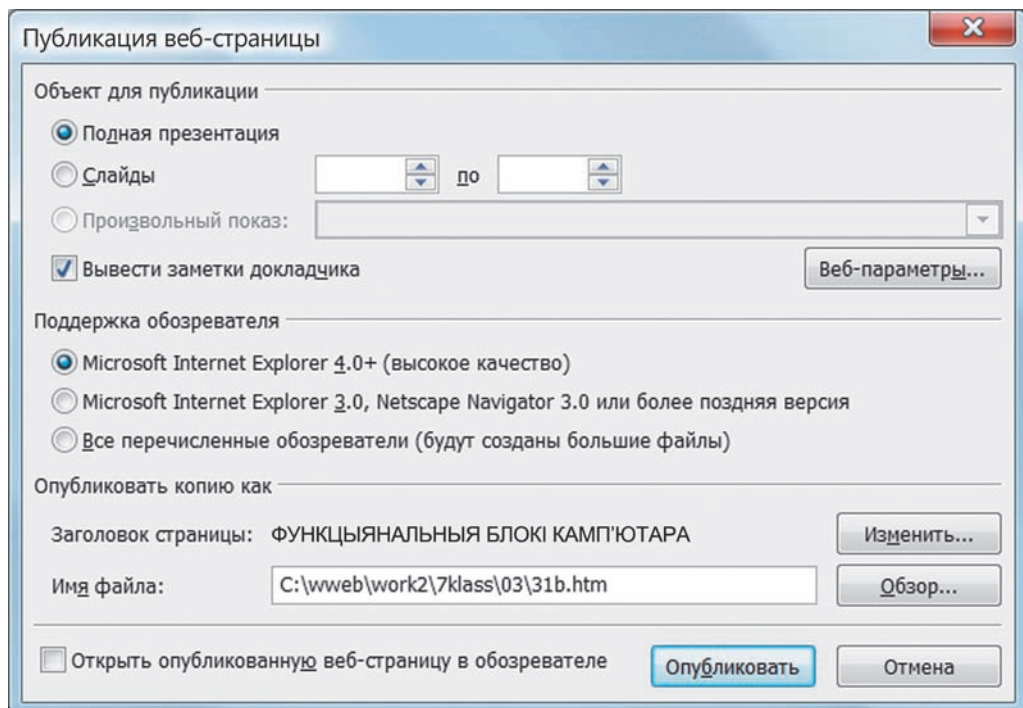 Публикация веб-страницы
Объект для публикации
Полная презентация
Слайды по
Произвольный показ:
Вывести заметки докладчика Веб-параметры...
Поддержка обозревателя
Microsoft Internet Explorer 4.0+ (высокое качество)
Microsoft Internet Explorer 3.0, Netscape Navigator 3.0 или более поздняя версия
Все перечисленные обозреватели (будут созданы большие файлы)
Опубликовать копию как
Заголовок страницы: ФУНКЦЫЯНАЛЬНЫЯ БЛОКІ КАМП'ЮТАРА Изменить...
Имя файла: C:\wweb\work2\7klass\03\31b.htm Обзор...
Открыть опубликованную веб-страницу в обозревателе Опубликовать Отмена